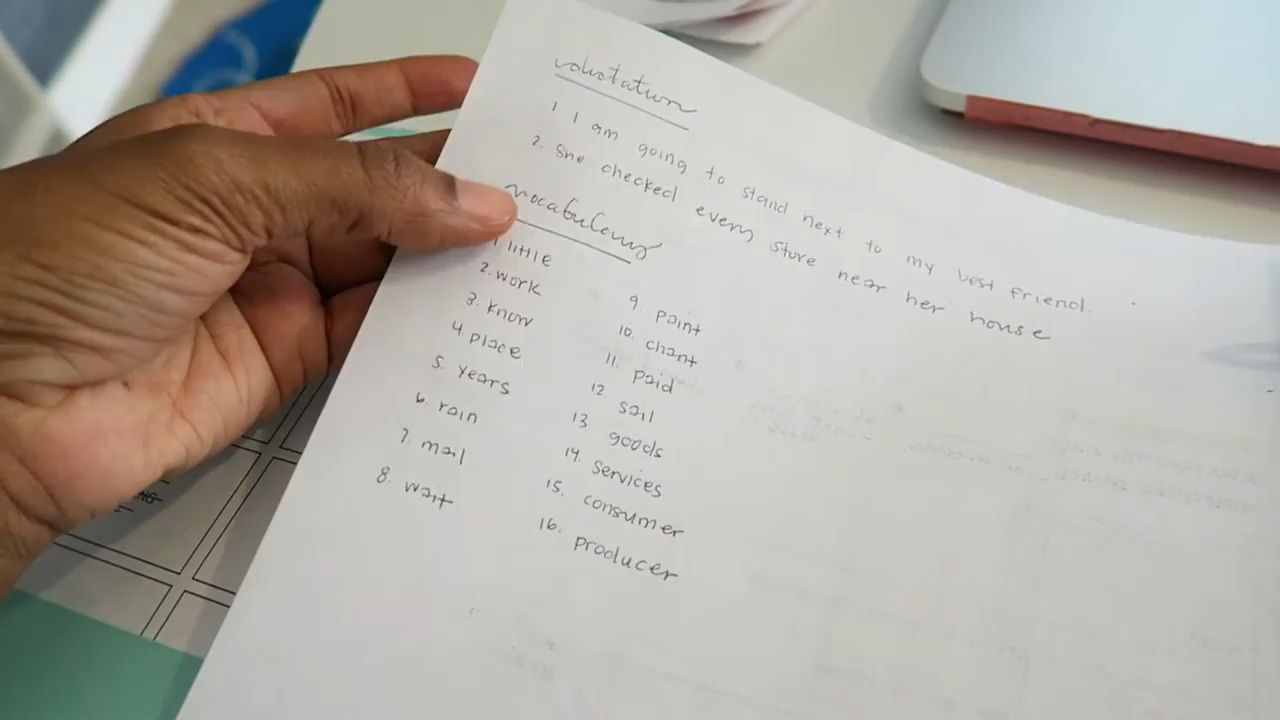 1 I am going to stand next to my best friend.
2. She checked every store near her house
vocabulary
1 little
2. work
3. know
4 place
5. years
6. rain
7. mail
8. wait
9. paint
10. chant
11. paid
12. sail
13 goods
14. services
15. consumer
16. producer